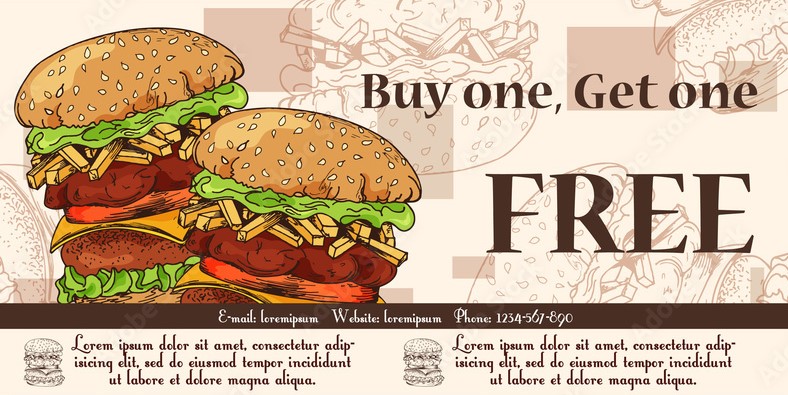 Buy one, Get one
FREE
E-mail: loremipsum Website: loremipsum Phone: 1234-567-890
Lorem ipsum dolor sit amet, consectetur adip-
isicing elit, sed do eiusmod tempor incididunt
ut labore et dolore magna aliqua.
Lorem ipsum dolor sit amet, consectetur adip-
isicing elit, sed do eiusmod tempor incididunt
ut labore et dolore magna aliqua.